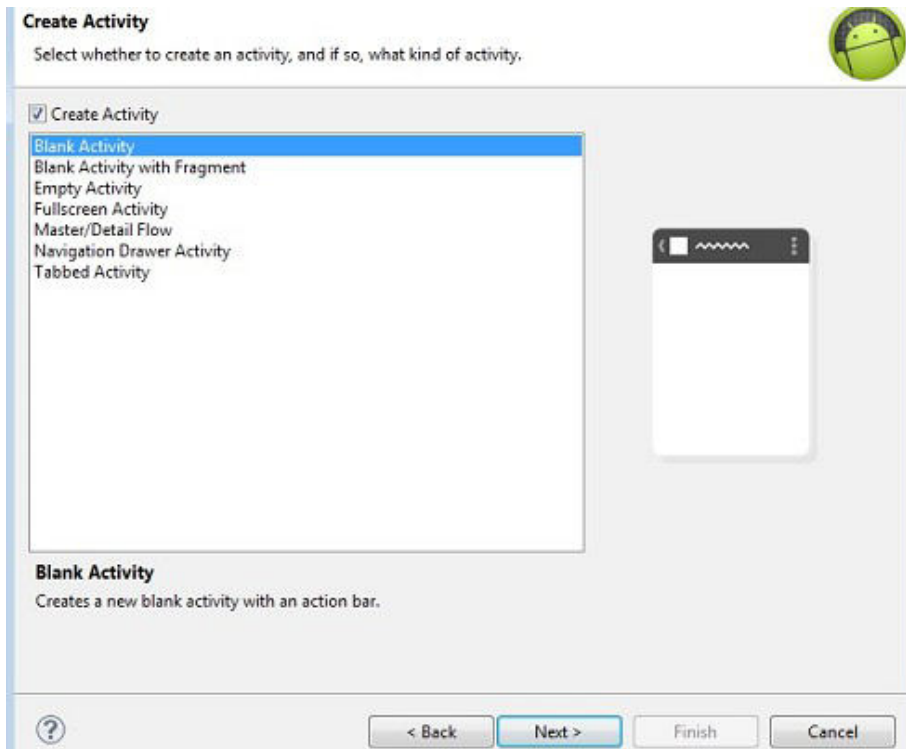 Create Activity
Select whether to create an activity, and if so, what kind of activity.
Create Activity
Blank Activity
Blank Activity with Fragment
Empty Activity
Fullscreen Activity
Master/Detail Flow
Navigation Drawer Activity
Tabbed Activity
Blank Activity
Creates a new blank activity with an action bar.
?
< Back
Next >
Finish
Cancel